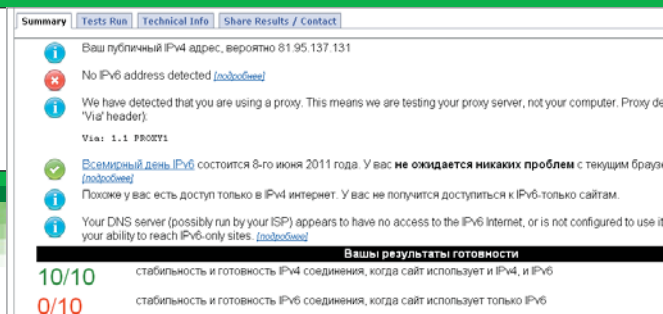 Summary Tests Run Technical Info Share Results / Contact
Ваш публичный IPv4 адрес, вероятно 81.95.137.131
No IPv6 address detected [подробнее]
We have detected that you are using a proxy. This means we are testing your proxy server, not your computer. Proxy de
'Via' header):
Via: 1.1 PROXY1
Всемирный день IPv6 состоится 8-го июня 2011 года. У вас не ожидается никаких проблем с текущим брауз
[подробнее]
Похоже у вас есть доступ только в IPv4 интернет. У вас не получится доступиться к IPv6-только сайтам.
Your DNS server (possibly run by your ISP) appears to have no access to the IPv6 Internet, or is not configured to use it
your ability to reach IPv6-only sites. [подробнее]
Вашы результаты готовности
10/10 стабильность и готовность IPv4 соединения, когда сайт использует и IPv4, и IPv6
0/10 стабильность и готовность IPv6 соединения, когда сайт использует только IPv6